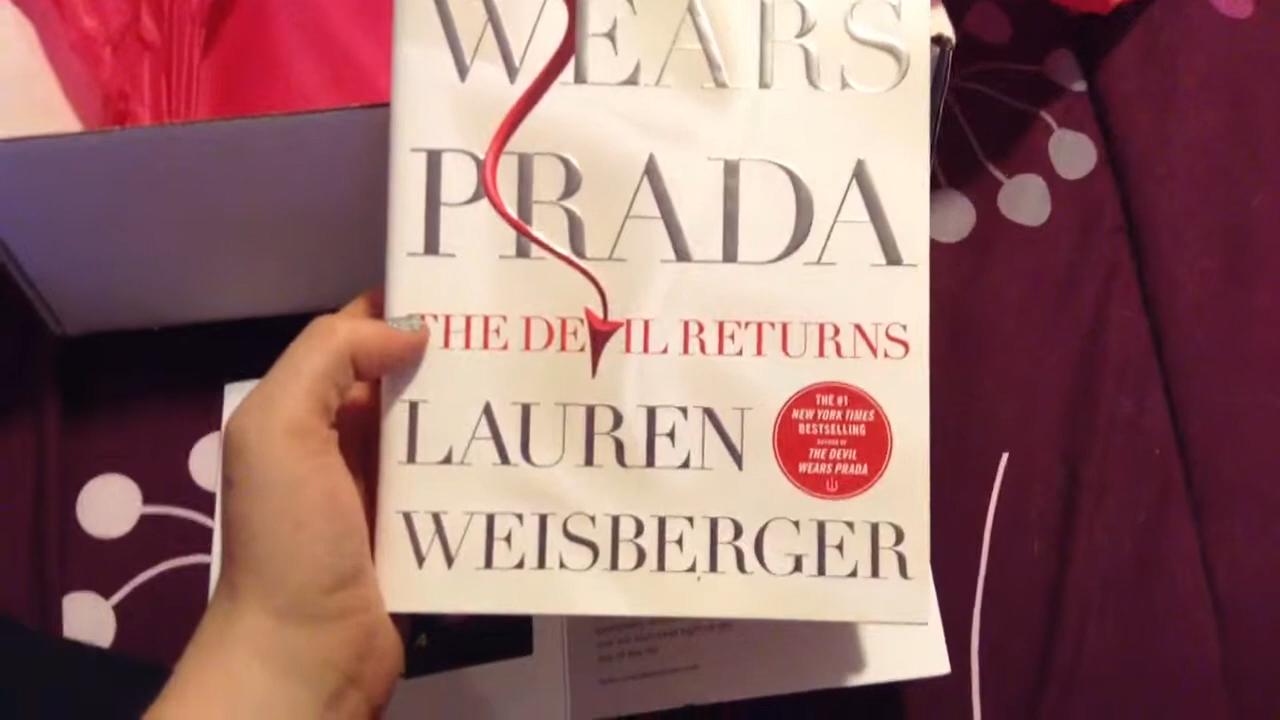 WEARS
PRADA
THE DEVIL RETURNS
LAUREN
WEISBERGER
THE #1
NEW YORK TIMES
BESTSELLING
AUTHOR OF
THE DEVIL
WEARS PRADA
4